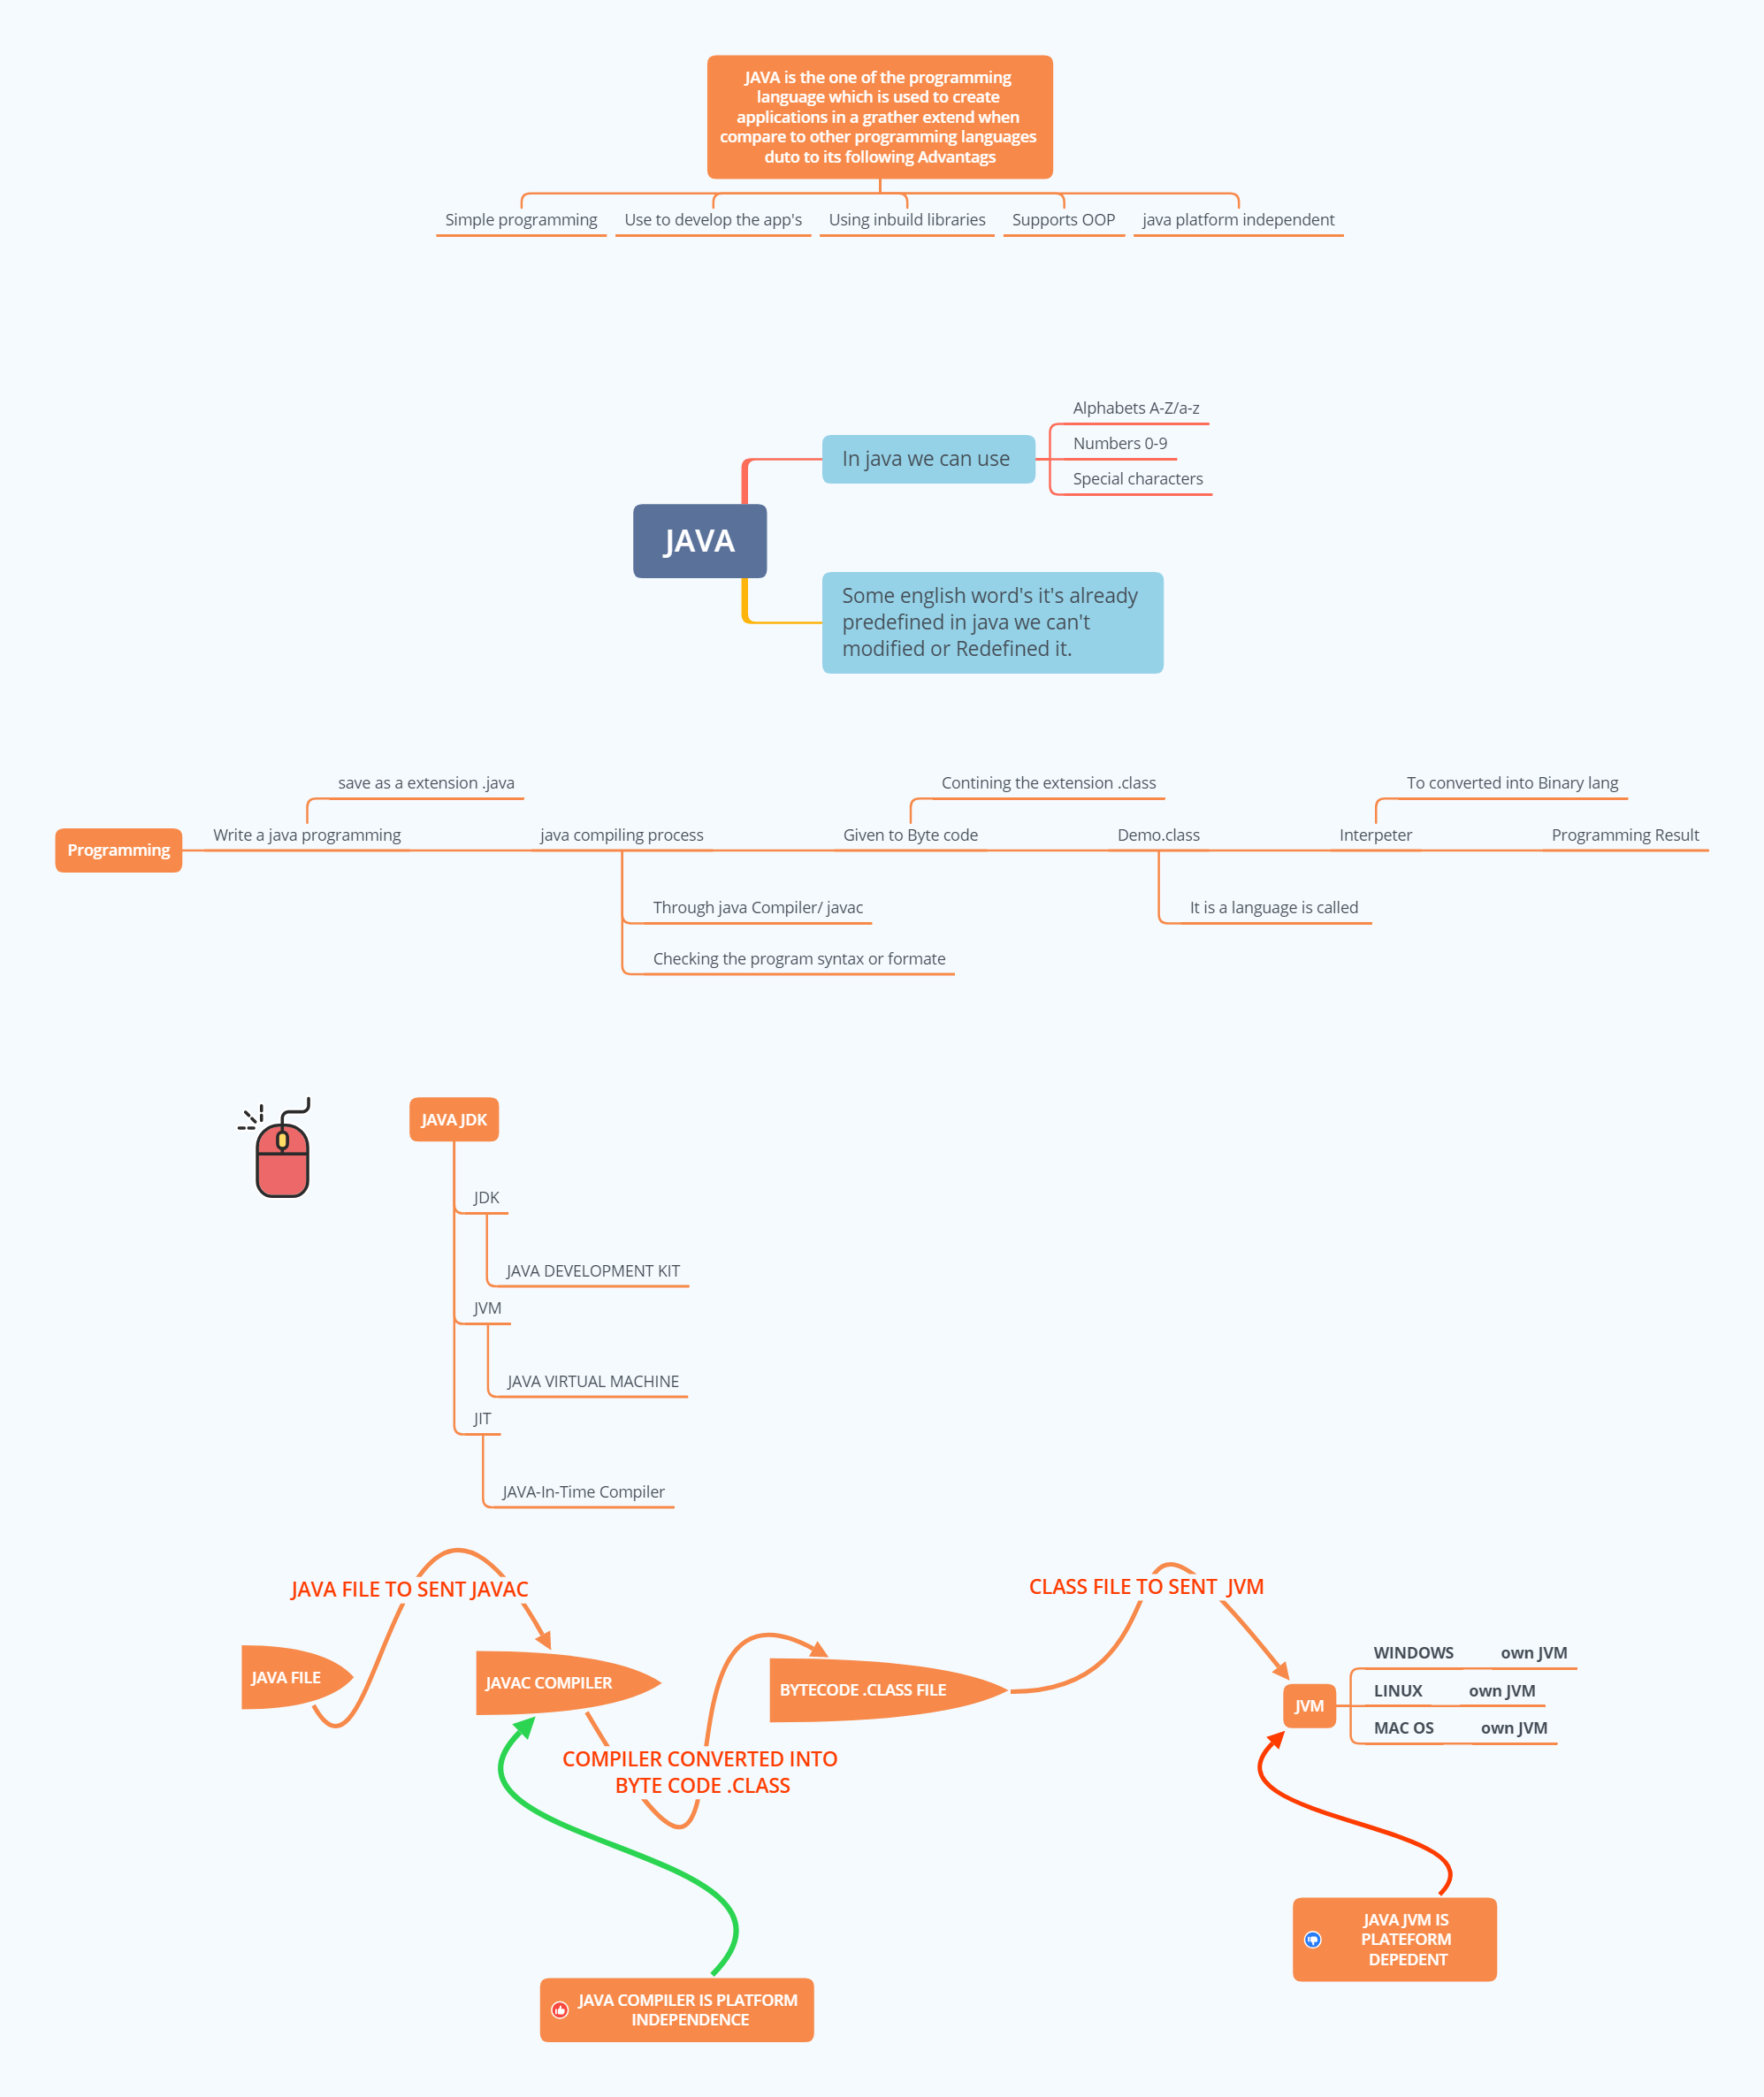 JAVA is the one of the programming
language which is used to create
applications in a grather extend when
compare to other programming languages
duto to its following Advantags
Simple programming
Use to develop the app's
Using inbuild libraries
Supports OOP
java platform independent
Alphabets A-Z/a-z
In java we can use
Numbers 0-9
Special characters
JAVA
Some english word's it's already
predefined in java we can't
modified or Redefined it.
save as a extension .java
Contining the extension .class
To converted into Binary lang
Programming
Write a java programming
java compiling process
Given to Byte code
Demo.class
Interpeter
Programming Result
Through java Compiler/ javac
It is a language is called
Checking the program syntax or formate
JAVA JDK
JDK
JAVA DEVELOPMENT KIT
JVM
JAVA VIRTUAL MACHINE
JIT
JAVA-In-Time Compiler
JAVA FILE TO SENT JAVAC
CLASS FILE TO SENT JVM
JAVA FILE
JAVAC COMPILER
BYTECODE .CLASS FILE
JVM
WINDOWS
own JVM
LINUX
own JVM
MAC OS
own JVM
COMPILER CONVERTED INTO
BYTE CODE .CLASS
JAVA JVM IS
PLATEFORM
DEPEDENT
JAVA COMPILER IS PLATFORM
INDEPENDENCE